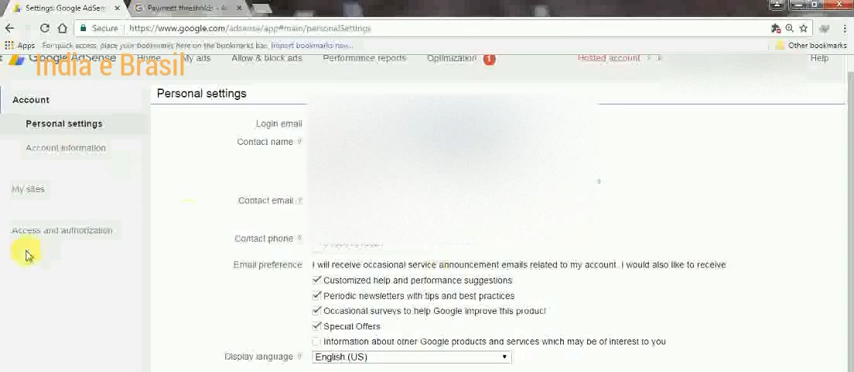 Settings: Google AdSens
Payment thresholds - Ad
Secure https://www.google.com/adsense/app#main/personalSettings
Apps For quick access, place your bookmarks here on the bookmarks bar. Import bookmarks now...
Other bookmarks
India e Brasil
Google AdSense Home My ads Allow & block ads Performance reports Optimization 1 Hosted account Help
Account
Personal settings
Account information
My sites
Access and authorization
Personal settings
Login email
Contact name ?
Contact email ?
Contact phone ?
Email preference I will receive occasional service announcement emails related to my account. I would also like to receive
Customized help and performance suggestions
Periodic newsletters with tips and best practices
Occasional surveys to help Google improve this product
Special Offers
Information about other Google products and services which may be of interest to you
Display language ? English (US)